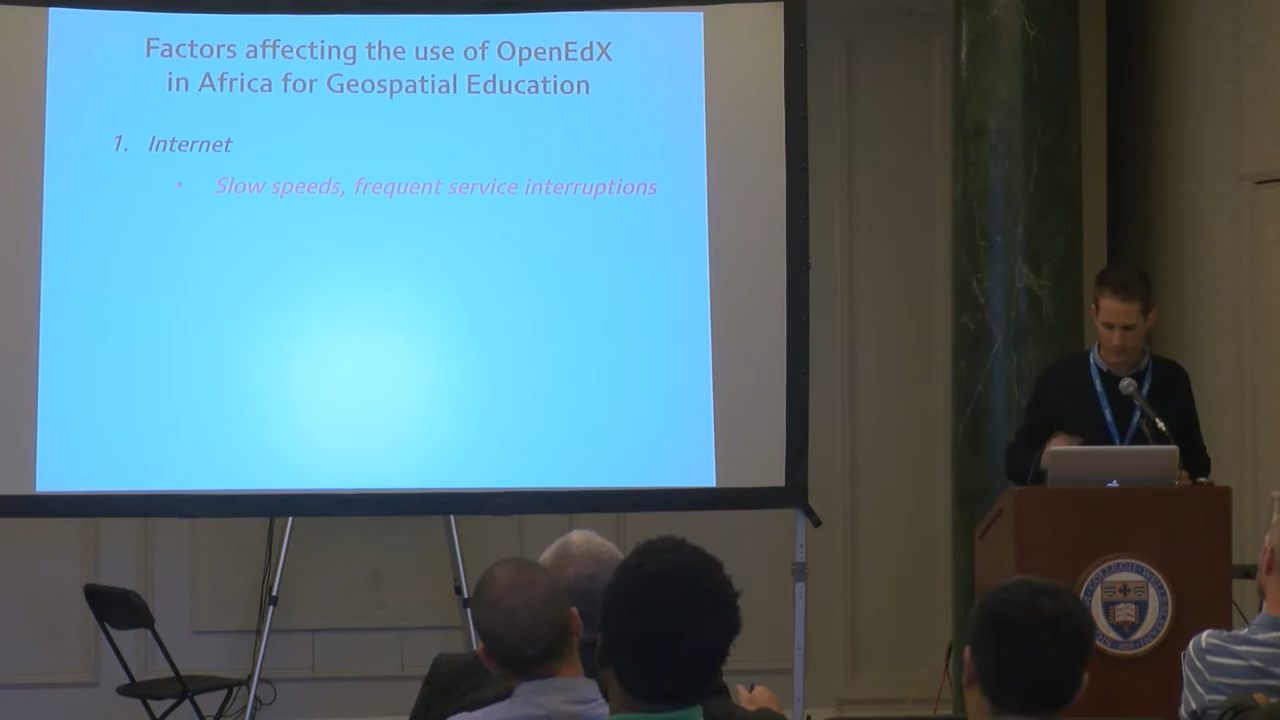 Factors affecting the use of OpenEdX
in Africa for Geospatial Education
1. Internet
• Slow speeds, frequent service interruptions